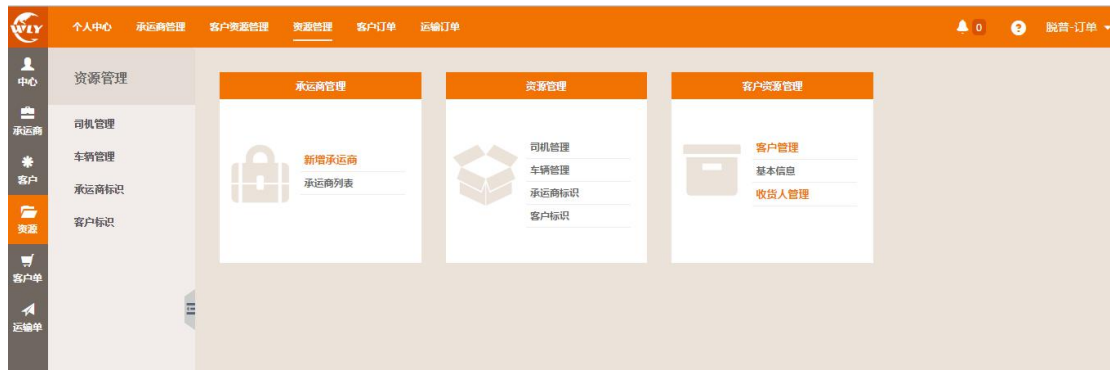 WLY
个人中心 承运商管理 客户资源管理 资源管理 客户订单 运输订单 0 ? 脱普-订单
中心
承运商
客户
资源
客户单
运输单
资源管理
司机管理
车辆管理
承运商标识
客户标识
承运商管理
新增承运商
承运商列表
资源管理
司机管理
车辆管理
承运商标识
客户标识
客户资源管理
客户管理
基本信息
收货人管理